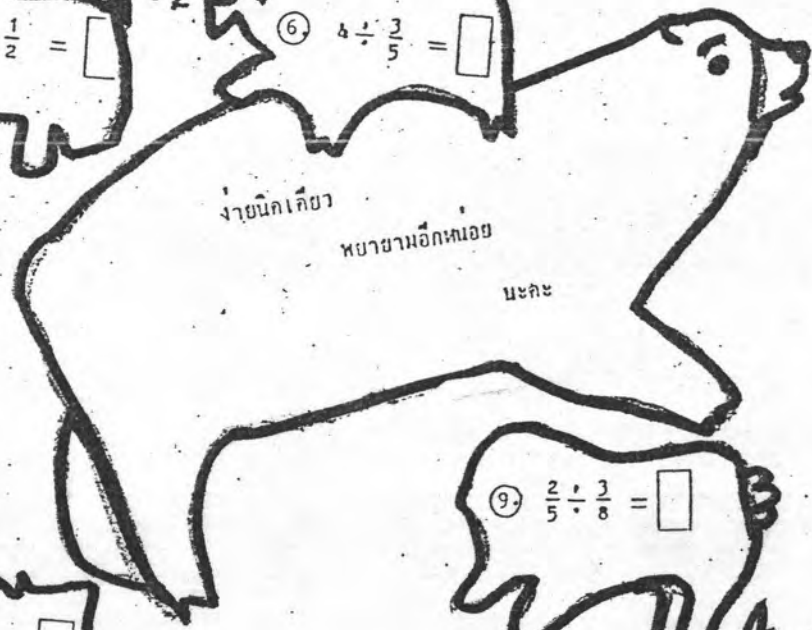 1/2 = □
6. 4 ÷ 3/5 = □
ง่ายนิดเดียว
พยายามอีกหน่อย
นะคะ
9. 2/5 ÷ 3/8 = □